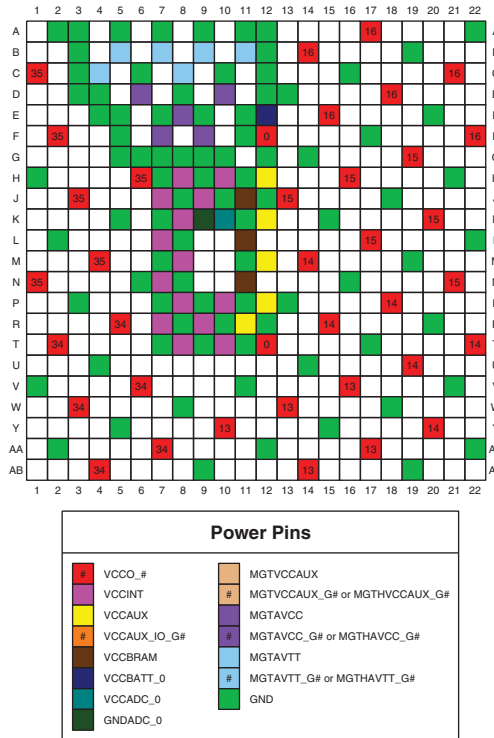 1 2 3 4 5 6 7 8 9 10 11 12 13 14 15 16 17 18 19 20 21 22
A 16
B 16
C 35 16
D 16
E 16
F 35 0 16
G 15
H 35 15
J 35 15
K 15
L 15
M 35 14
N 35 15
P 14
R 34 14
T 34 0 14
U 14
V 34 13
W 34 13
Y 13 14
AA 34 13
AB 34 13
1 2 3 4 5 6 7 8 9 10 11 12 13 14 15 16 17 18 19 20 21 22
Power Pins
# VCCO_#
VCCINT
VCCAUX
# VCCAUX_IO_G#
VCCBRAM
VCCBATT_0
VCCADC_0
GNDADC_0
MGTVCCAUX
# MGTVCCAUX_G# or MGTHVCCAUX_G#
MGTAVCC
# MGTAVCC_G# or MGTHAVCC_G#
MGTAVTT
# MGTAVTT_G# or MGTHAVTT_G#
GND